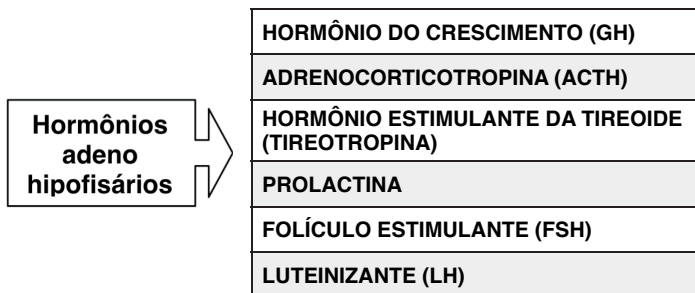 Hormônios
adeno
hipofisários
HORMÔNIO DO CRESCIMENTO (GH)
ADRENOCORTICOTROPINA (ACTH)
HORMÔNIO ESTIMULANTE DA TIREOIDE
(TIREOTROPINA)
PROLACTINA
FOLÍCULO ESTIMULANTE (FSH)
LUTEINIZANTE (LH)